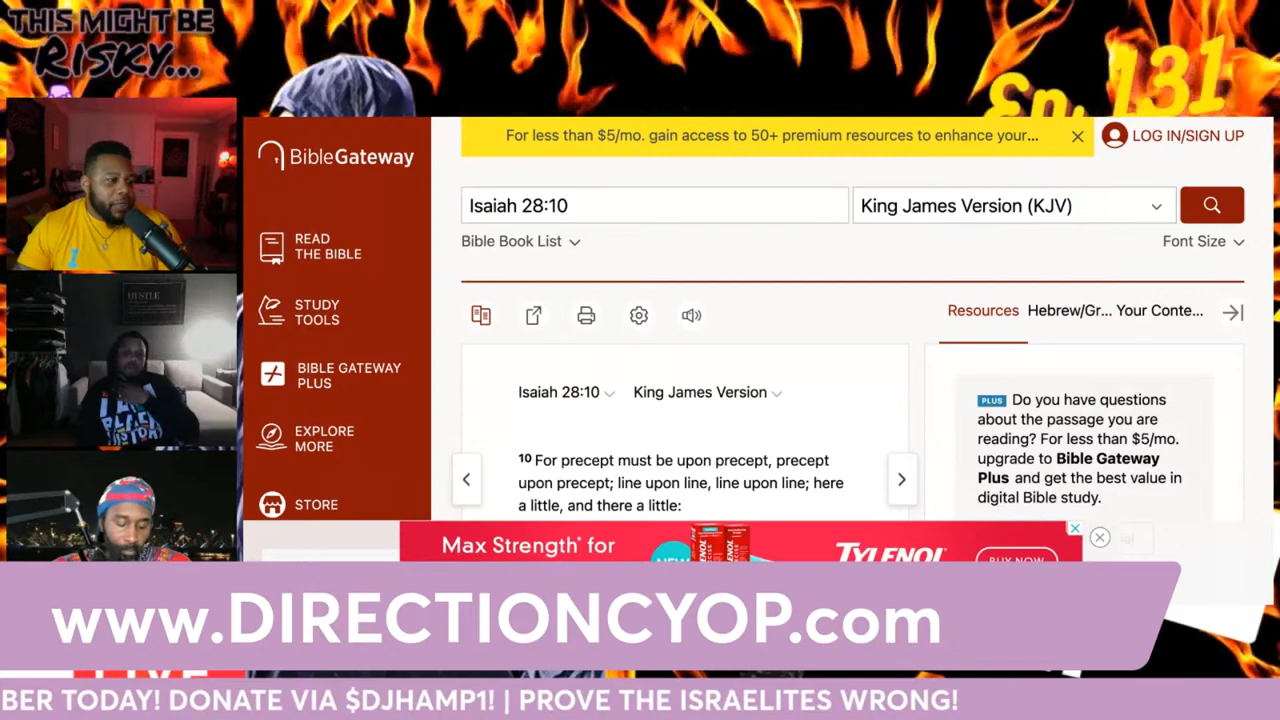 THIS MIGHT BE
RISKY...
Ep. 131
HUSTLE
For less than $5/mo. gain access to 50+ premium resources to enhance your...
LOG IN/SIGN UP
BibleGateway
Isaiah 28:10
King James Version (KJV)
Bible Book List
Font Size
READ
THE BIBLE
STUDY
TOOLS
BIBLE GATEWAY
PLUS
EXPLORE
MORE
STORE
Resources
Hebrew/Gr...
Your Conte...
Isaiah 28:10
King James Version
10 For precept must be upon precept, precept
upon precept; line upon line, line upon line; here
a little, and there a little:
PLUS Do you have questions
about the passage you are
reading? For less than $5/mo.
upgrade to Bible Gateway
Plus and get the best value in
digital Bible study.
Max Strength* for
NEW
TYLENOL
BUY NOW
www.DIRECTIONCYOP.com
LIVE
BER TODAY! DONATE VIA $DJHAMP1! | PROVE THE ISRAELITES WRONG!